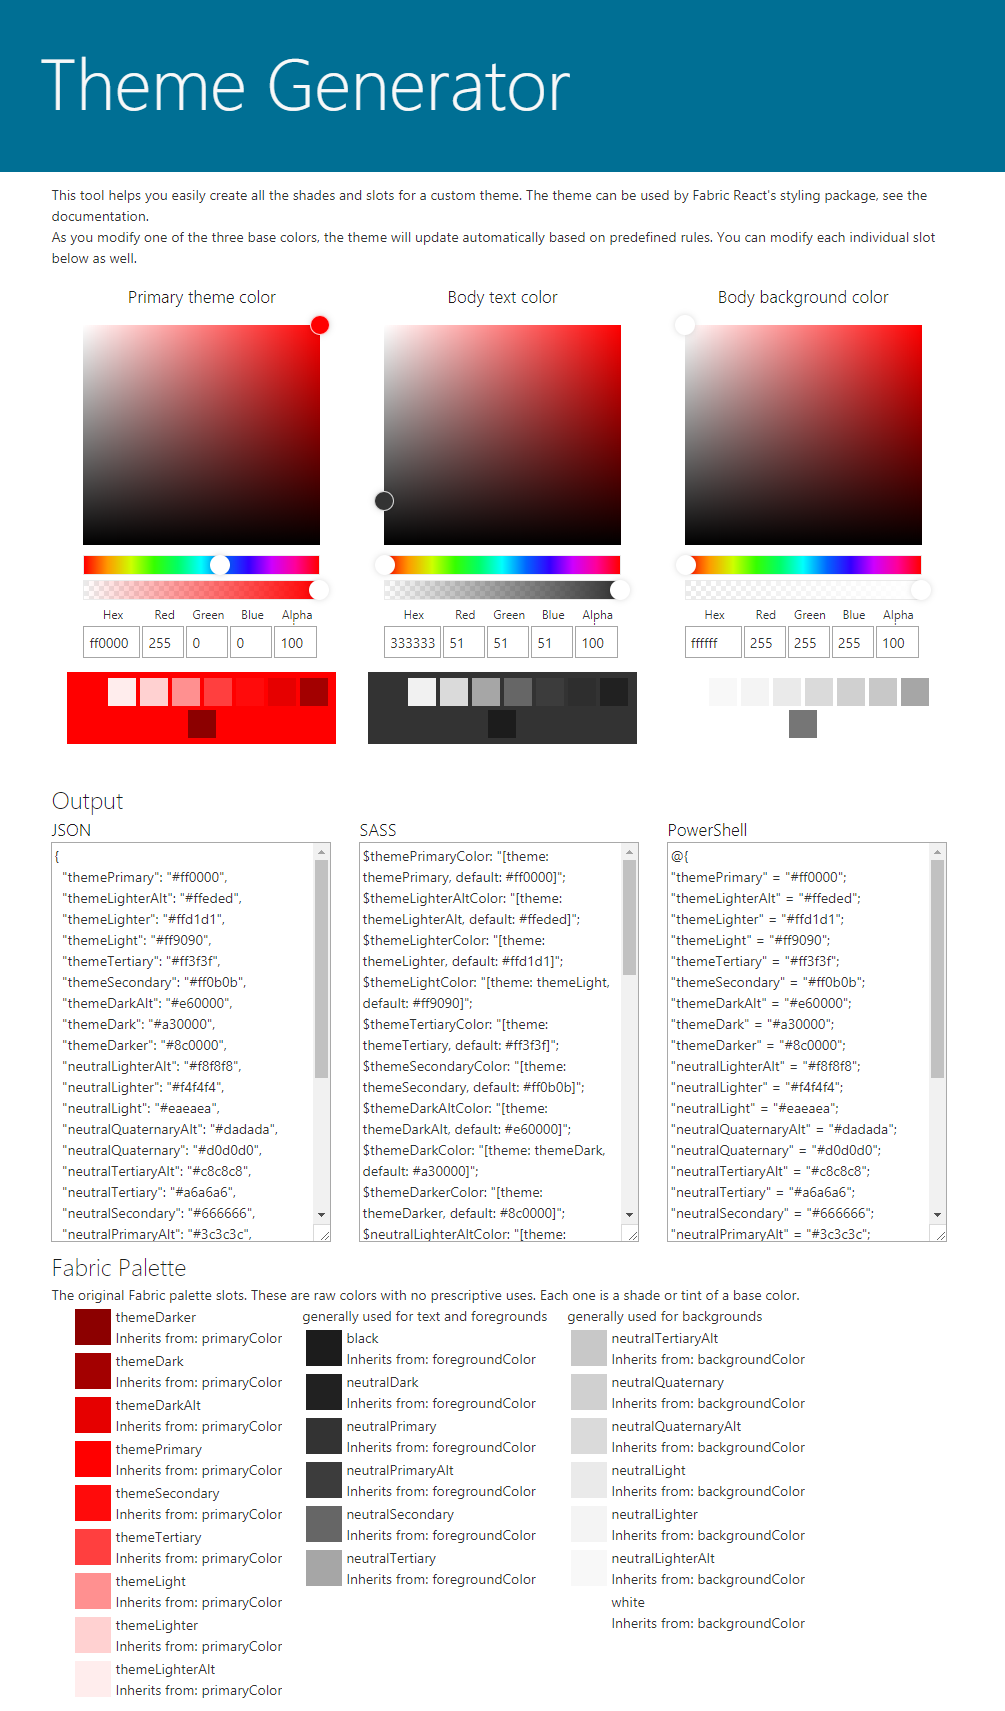 Theme Generator
This tool helps you easily create all the shades and slots for a custom theme. The theme can be used by Fabric React's styling package, see the
documentation.
As you modify one of the three base colors, the theme will update automatically based on predefined rules. You can modify each individual slot
below as well.
Primary theme color
Hex Red Green Blue Alpha
ff0000 255 0 0 100
Body text color
Hex Red Green Blue Alpha
333333 51 51 51 100
Body background color
Hex Red Green Blue Alpha
ffffff 255 255 255 100
Output
JSON
{
"themePrimary": "#ff0000",
"themeLighterAlt": "#ffeded",
"themeLighter": "#ffd1d1",
"themeLight": "#ff9090",
"themeTertiary": "#ff3f3f",
"themeSecondary": "#ff0b0b",
"themeDarkAlt": "#e60000",
"themeDark": "#a30000",
"themeDarker": "#8c0000",
"neutralLighterAlt": "#f8f8f8",
"neutralLighter": "#f4f4f4",
"neutralLight": "#eaeaea",
"neutralQuaternaryAlt": "#dadada",
"neutralQuaternary": "#d0d0d0",
"neutralTertiaryAlt": "#c8c8c8",
"neutralTertiary": "#a6a6a6",
"neutralSecondary": "#666666",
"neutralPrimaryAlt": "#3c3c3c",
SASS
$themePrimaryColor: "[theme:
themePrimary, default: #ff0000]";
$themeLighterAltColor: "[theme:
themeLighterAlt, default: #ffeded]";
$themeLighterColor: "[theme:
themeLighter, default: #ffd1d1]";
$themeLightColor: "[theme: themeLight,
default: #ff9090]";
$themeTertiaryColor: "[theme:
themeTertiary, default: #ff3f3f]";
$themeSecondaryColor: "[theme:
themeSecondary, default: #ff0b0b]";
$themeDarkAltColor: "[theme:
themeDarkAlt, default: #e60000]";
$themeDarkColor: "[theme: themeDark,
default: #a30000]";
$themeDarkerColor: "[theme:
themeDarker, default: #8c0000]";
$neutralLighterAltColor: "[theme:
PowerShell
@{
"themePrimary" = "#ff0000";
"themeLighterAlt" = "#ffeded";
"themeLighter" = "#ffd1d1";
"themeLight" = "#ff9090";
"themeTertiary" = "#ff3f3f";
"themeSecondary" = "#ff0b0b";
"themeDarkAlt" = "#e60000";
"themeDark" = "#a30000";
"themeDarker" = "#8c0000";
"neutralLighterAlt" = "#f8f8f8";
"neutralLighter" = "#f4f4f4";
"neutralLight" = "#eaeaea";
"neutralQuaternaryAlt" = "#dadada";
"neutralQuaternary" = "#d0d0d0";
"neutralTertiaryAlt" = "#c8c8c8";
"neutralTertiary" = "#a6a6a6";
"neutralSecondary" = "#666666";
"neutralPrimaryAlt" = "#3c3c3c";
Fabric Palette
The original Fabric palette slots. These are raw colors with no prescriptive uses. Each one is a shade or tint of a base color.
themeDarker
Inherits from: primaryColor
themeDark
Inherits from: primaryColor
themeDarkAlt
Inherits from: primaryColor
themePrimary
Inherits from: primaryColor
themeSecondary
Inherits from: primaryColor
themeTertiary
Inherits from: primaryColor
themeLight
Inherits from: primaryColor
themeLighter
Inherits from: primaryColor
themeLighterAlt
Inherits from: primaryColor
generally used for text and foregrounds
black
Inherits from: foregroundColor
neutralDark
Inherits from: foregroundColor
neutralPrimary
Inherits from: foregroundColor
neutralPrimaryAlt
Inherits from: foregroundColor
neutralSecondary
Inherits from: foregroundColor
neutralTertiary
Inherits from: foregroundColor
generally used for backgrounds
neutralTertiaryAlt
Inherits from: backgroundColor
neutralQuaternary
Inherits from: backgroundColor
neutralQuaternaryAlt
Inherits from: backgroundColor
neutralLight
Inherits from: backgroundColor
neutralLighter
Inherits from: backgroundColor
neutralLighterAlt
Inherits from: backgroundColor
white
Inherits from: backgroundColor